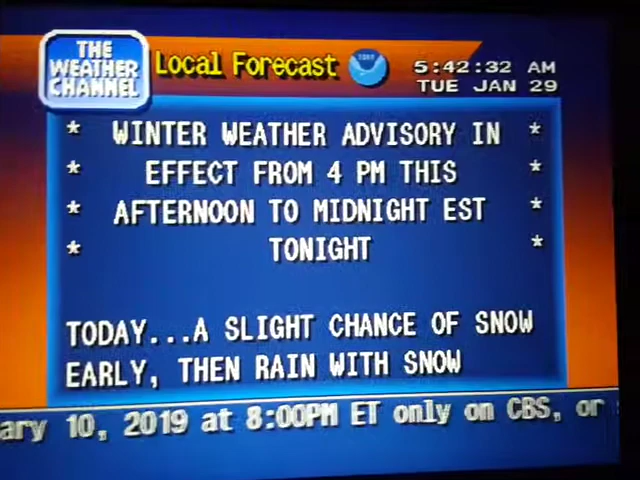 THE
WEATHER
CHANNEL
Local Forecast
5:42:32 AM
TUE JAN 29
* WINTER WEATHER ADVISORY IN *
* EFFECT FROM 4 PM THIS *
* AFTERNOON TO MIDNIGHT EST *
* TONIGHT *
TODAY...A SLIGHT CHANCE OF SNOW
EARLY, THEN RAIN WITH SNOW
ary 10, 2019 at 8:00PM ET only on CBS, or